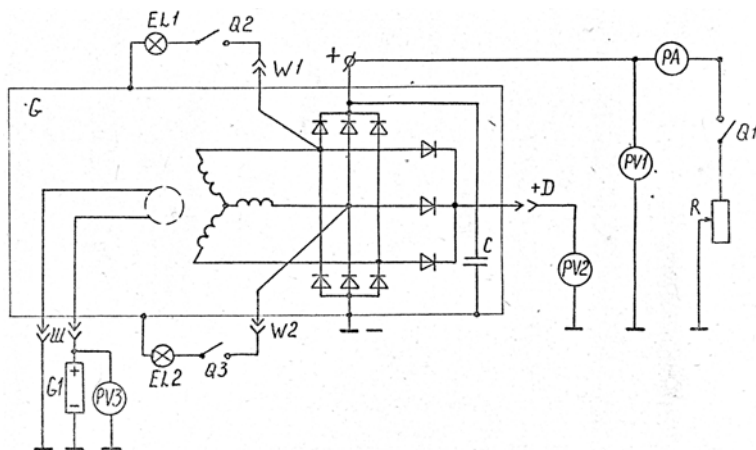 EL1
Q2
W1
+
PA
G
Q1
PV1
+D
R
C
PV2
Ш
W2
-
G1
+
-
PV3
EL2
Q3